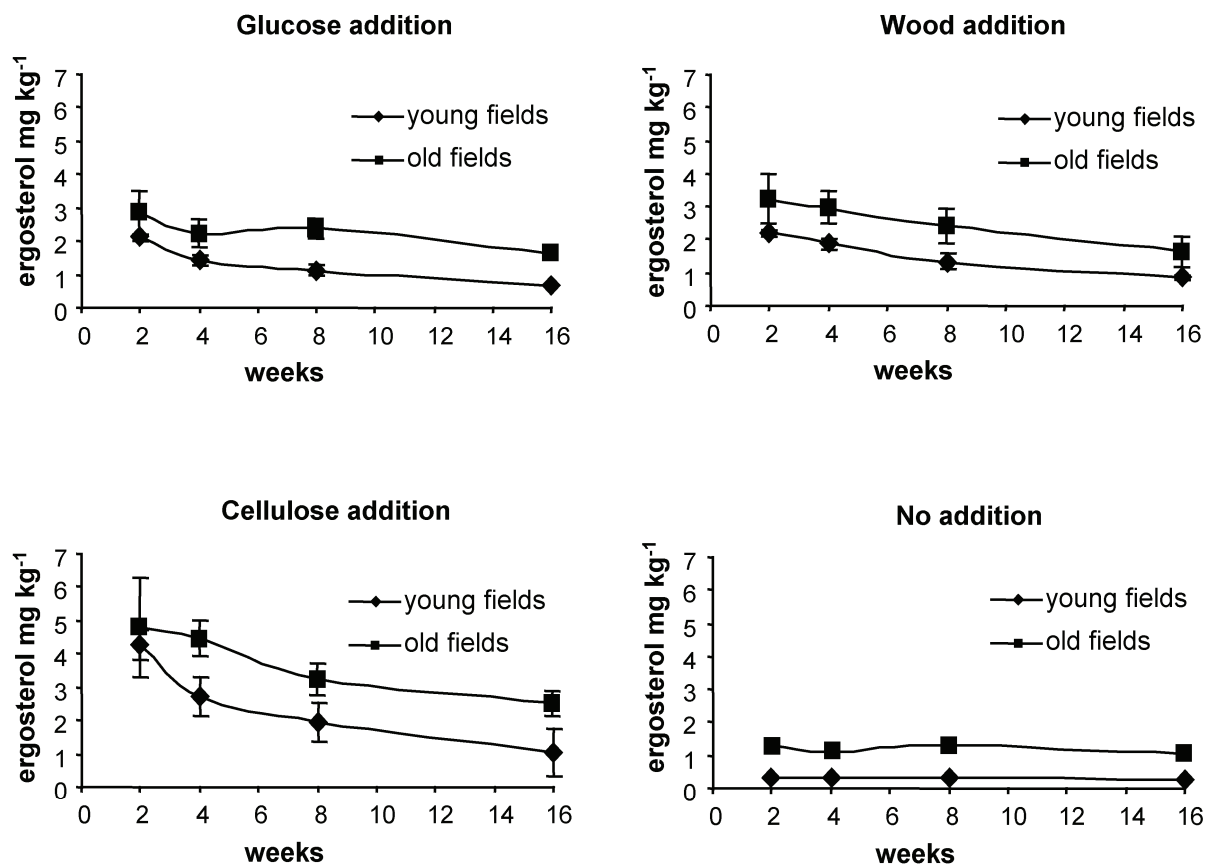 Glucose addition
ergosterol mg kg-1
7
6
5
4
3
2
1
0
young fields
old fields
0 2 4 6 8 10 12 14 16
weeks
Wood addition
ergosterol mg kg-1
7
6
5
4
3
2
1
0
young fields
old fields
0 2 4 6 8 10 12 14 16
weeks
Cellulose addition
ergosterol mg kg-1
7
6
5
4
3
2
1
0
young fields
old fields
0 2 4 6 8 10 12 14 16
weeks
No addition
ergosterol mg kg-1
7
6
5
4
3
2
1
0
young fields
old fields
0 2 4 6 8 10 12 14 16
weeks